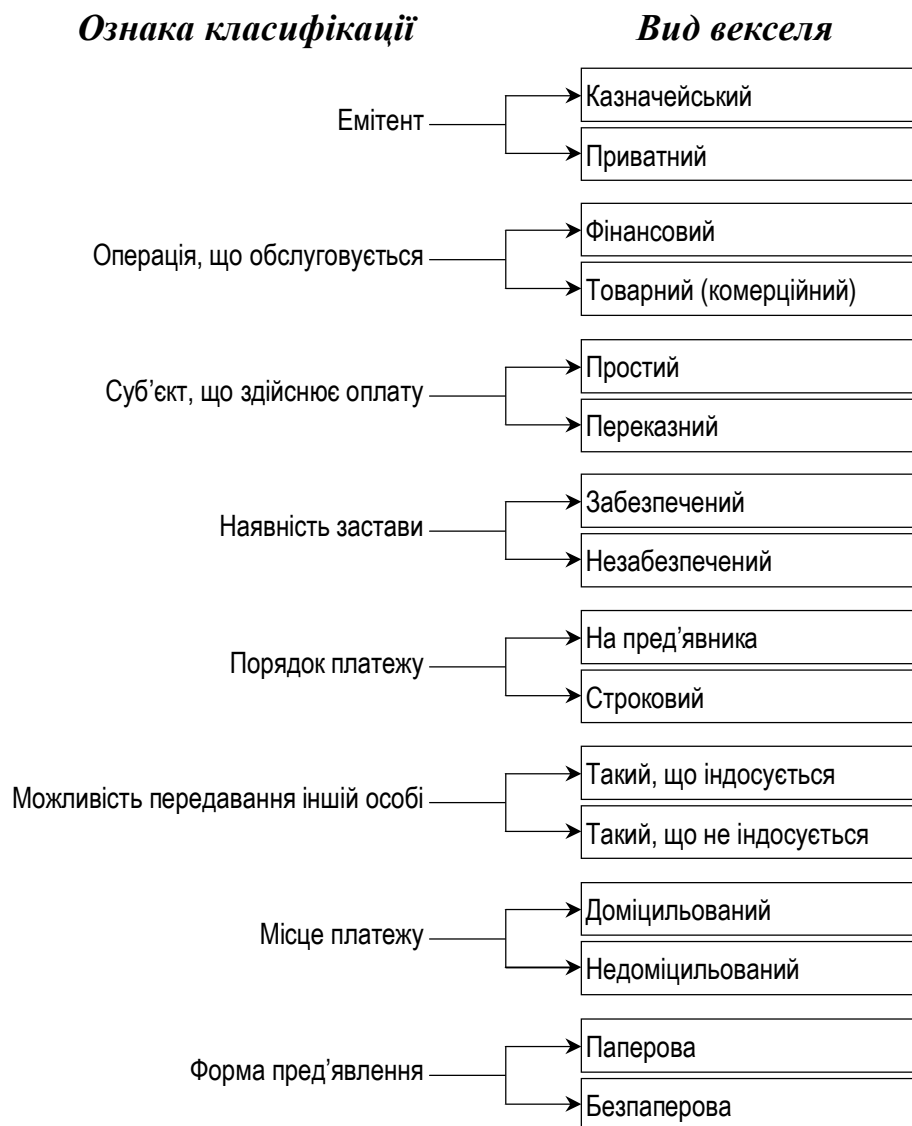 Ознака класифікації
Вид векселя
Емітент
Казначейський
Приватний
Операція, що обслуговується
Фінансовий
Товарний (комерційний)
Суб’єкт, що здійснює оплату
Простий
Переказний
Наявність застави
Забезпечений
Незабезпечений
Порядок платежу
На пред’явника
Строковий
Можливість передавання іншій особі
Такий, що індосується
Такий, що не індосується
Місце платежу
Доміцильований
Недоміцильований
Форма пред’явлення
Паперова
Безпаперова